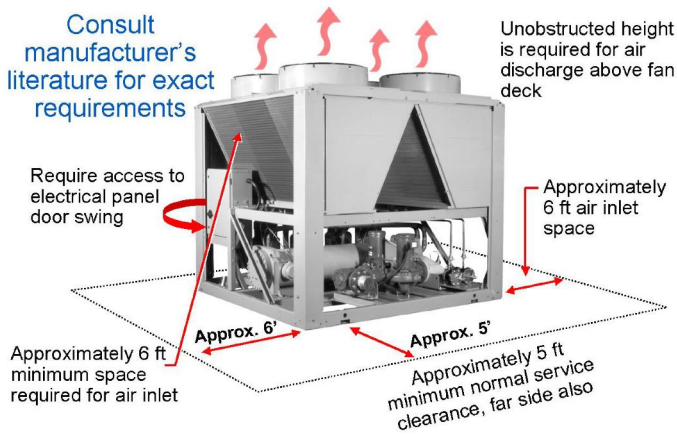 Consult
manufacturer's
literature for exact
requirements
Unobstructed height
is required for air
discharge above fan
deck
Require access to
electrical panel
door swing
Approximately
6 ft air inlet
space
Approx. 6'
Approx. 5'
Approximately 6 ft
minimum space
required for air inlet
Approximately 5 ft
minimum normal service
clearance, far side also